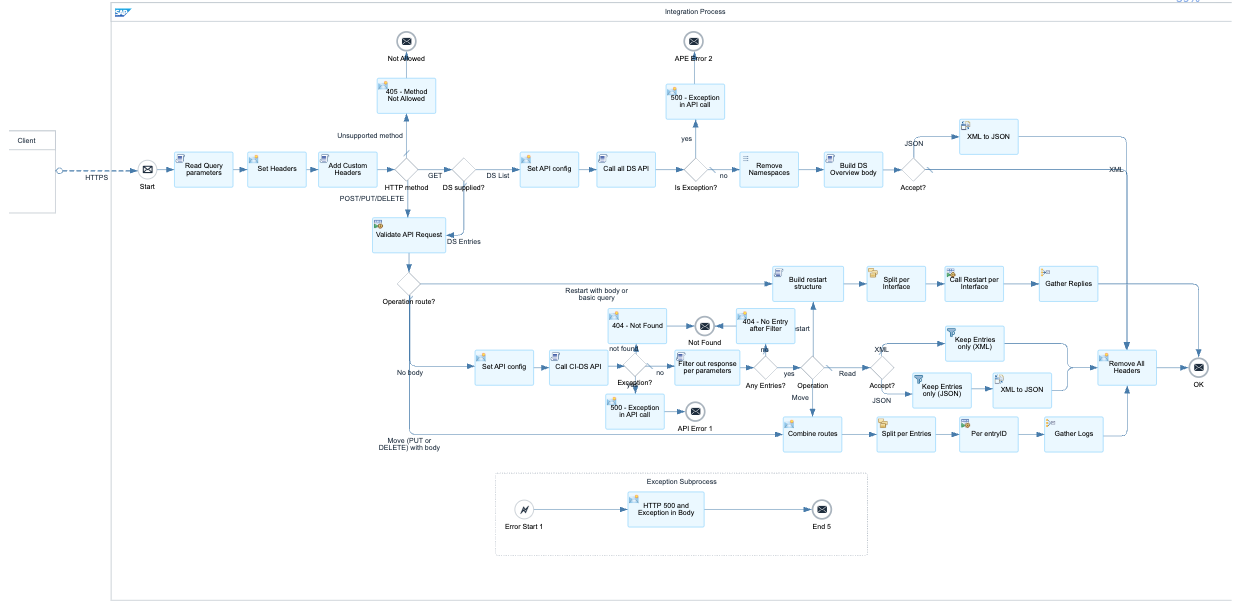 SAP
Integration Process
Not Allowed
APE Error 2
405 - Method
Not Allowed
500 - Exception
in API call
Unsupported method
yes
Client
XML to JSON
JSON
HTTPS
Start
Read Query
parameters
Set Headers
Add Custom
Headers
HTTP method
GET
DS supplied?
DS List
Set API config
Call all DS API
Is Exception?
no
Remove
Namespaces
Build DS
Overview body
Accept?
XML
POST/PUT/DELETE
Validate API Request
DS Entries
Operation route?
Restart with body or
basic query
Build restart
structure
Split per
Interface
Call Restart per
Interface
Gather Replies
404 - Not Found
Not Found
404 - No Entry
after Filter
start
not found
no
XML
Keep Entries
only (XML)
No body
Set API config
Call CI-DS API
Exception?
no
Filter out response
per parameters
Any Entries?
yes
Operation
Read
Accept?
Remove All
Headers
OK
Move
JSON
Keep Entries
only (JSON)
XML to JSON
500 - Exception
in API call
API Error 1
Move (PUT or
DELETE) with body
Combine routes
Split per Entries
Per entryID
Gather Logs
Exception Subprocess
HTTP 500 and
Exception in Body
Error Start 1
End 5